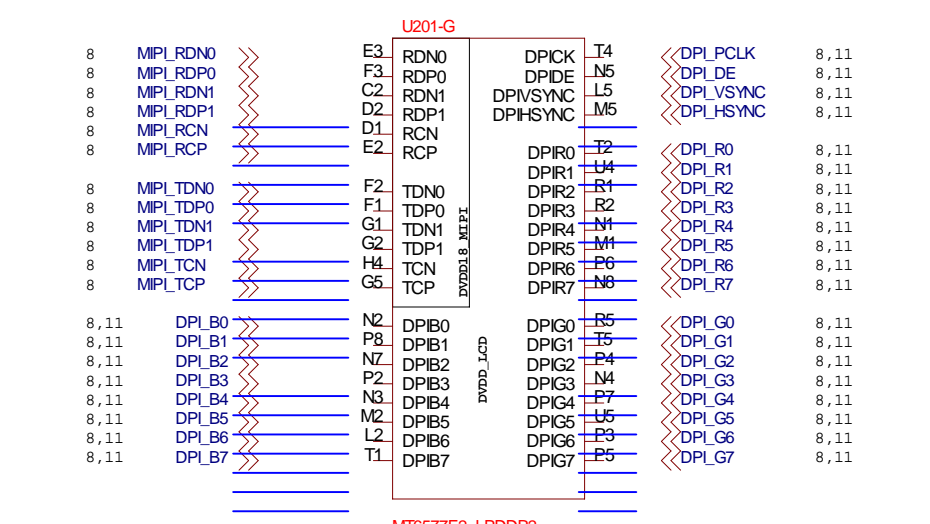 U201-G
8 MIPI_RDN0 E3 RDN0 DPICK T4 DPI_PCLK 8,11
8 MIPI_RDP0 F3 RDP0 DPIDE N5 DPI_DE 8,11
8 MIPI_RDN1 C2 RDN1 DPIVSYNC L5 DPI_VSYNC 8,11
8 MIPI_RDP1 D2 RDP1 DPIHSYNC M5 DPI_HSYNC 8,11
8 MIPI_RCN D1 RCN
8 MIPI_RCP E2 RCP DPIR0 T2 DPI_R0 8,11
DPIR1 U4 DPI_R1 8,11
8 MIPI_TDN0 F2 TDN0 DPIR2 R1 DPI_R2 8,11
8 MIPI_TDP0 F1 TDP0 DPIR3 R2 DPI_R3 8,11
8 MIPI_TDN1 G1 TDN1 DPIR4 N1 DPI_R4 8,11
8 MIPI_TDP1 G2 TDP1 DPIR5 M1 DPI_R5 8,11
8 MIPI_TCN H4 TCN DPIR6 P6 DPI_R6 8,11
8 MIPI_TCP G5 TCP DPIR7 N8 DPI_R7 8,11
DVDD18_MIPI
8,11 DPI_B0 N2 DPIB0 DPIG0 R5 DPI_G0 8,11
8,11 DPI_B1 P8 DPIB1 DPIG1 T5 DPI_G1 8,11
8,11 DPI_B2 N7 DPIB2 DPIG2 P4 DPI_G2 8,11
8,11 DPI_B3 P2 DPIB3 DPIG3 N4 DPI_G3 8,11
8,11 DPI_B4 N3 DPIB4 DPIG4 P7 DPI_G4 8,11
8,11 DPI_B5 M2 DPIB5 DPIG5 U5 DPI_G5 8,11
8,11 DPI_B6 L2 DPIB6 DPIG6 P3 DPI_G6 8,11
8,11 DPI_B7 T1 DPIB7 DPIG7 P5 DPI_G7 8,11
DVDD_LCD